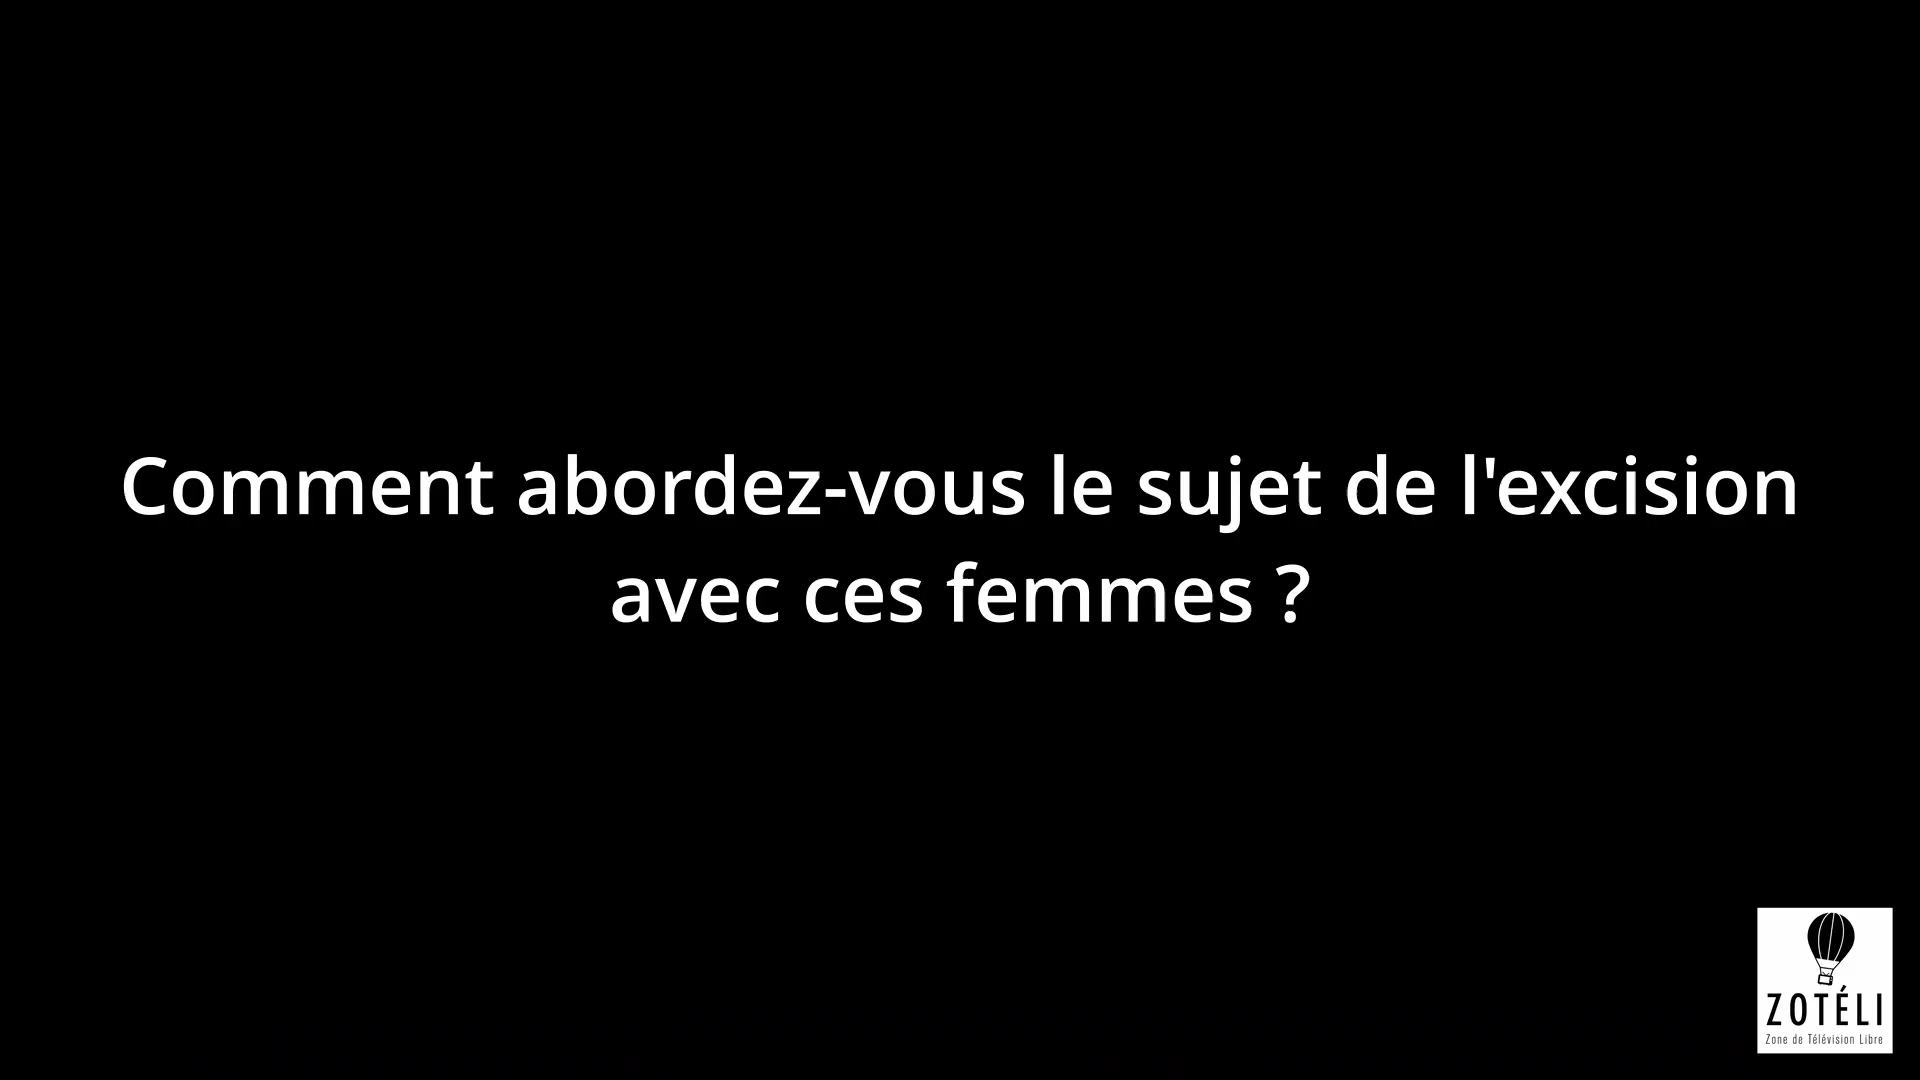 Comment abordez-vous le sujet de l'excision
avec ces femmes ?
ZOTÉLI
Zone de Télévision Libre